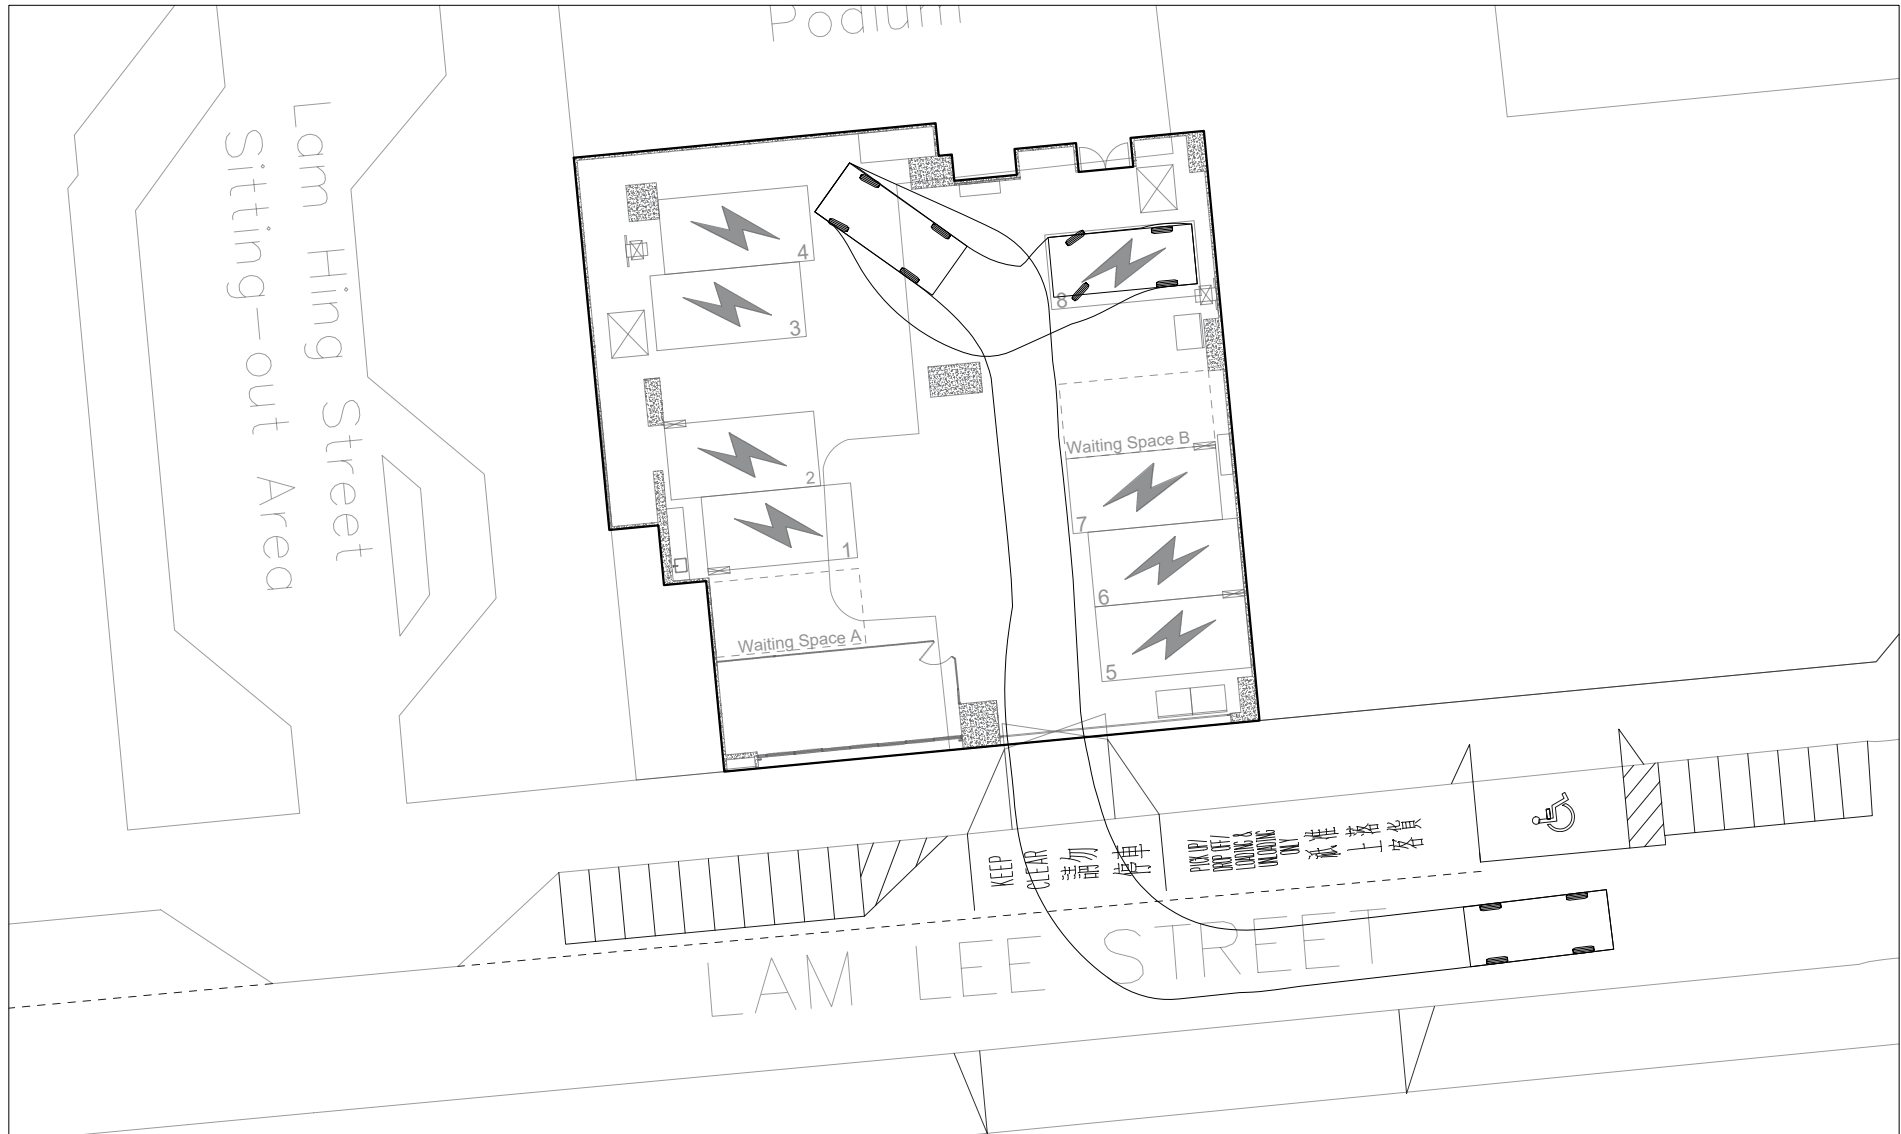 Podium
Lam Hing Street
Sitting-out Area
4
3
8
Waiting Space B
2
7
1
6
Waiting Space A
5
KEEP
CLEAR
請勿
停車
PICK UP/
DROP OFF/
LOADING &
UNLOADING
ONLY
祇准
上落
客貨
LAM LEE STREET